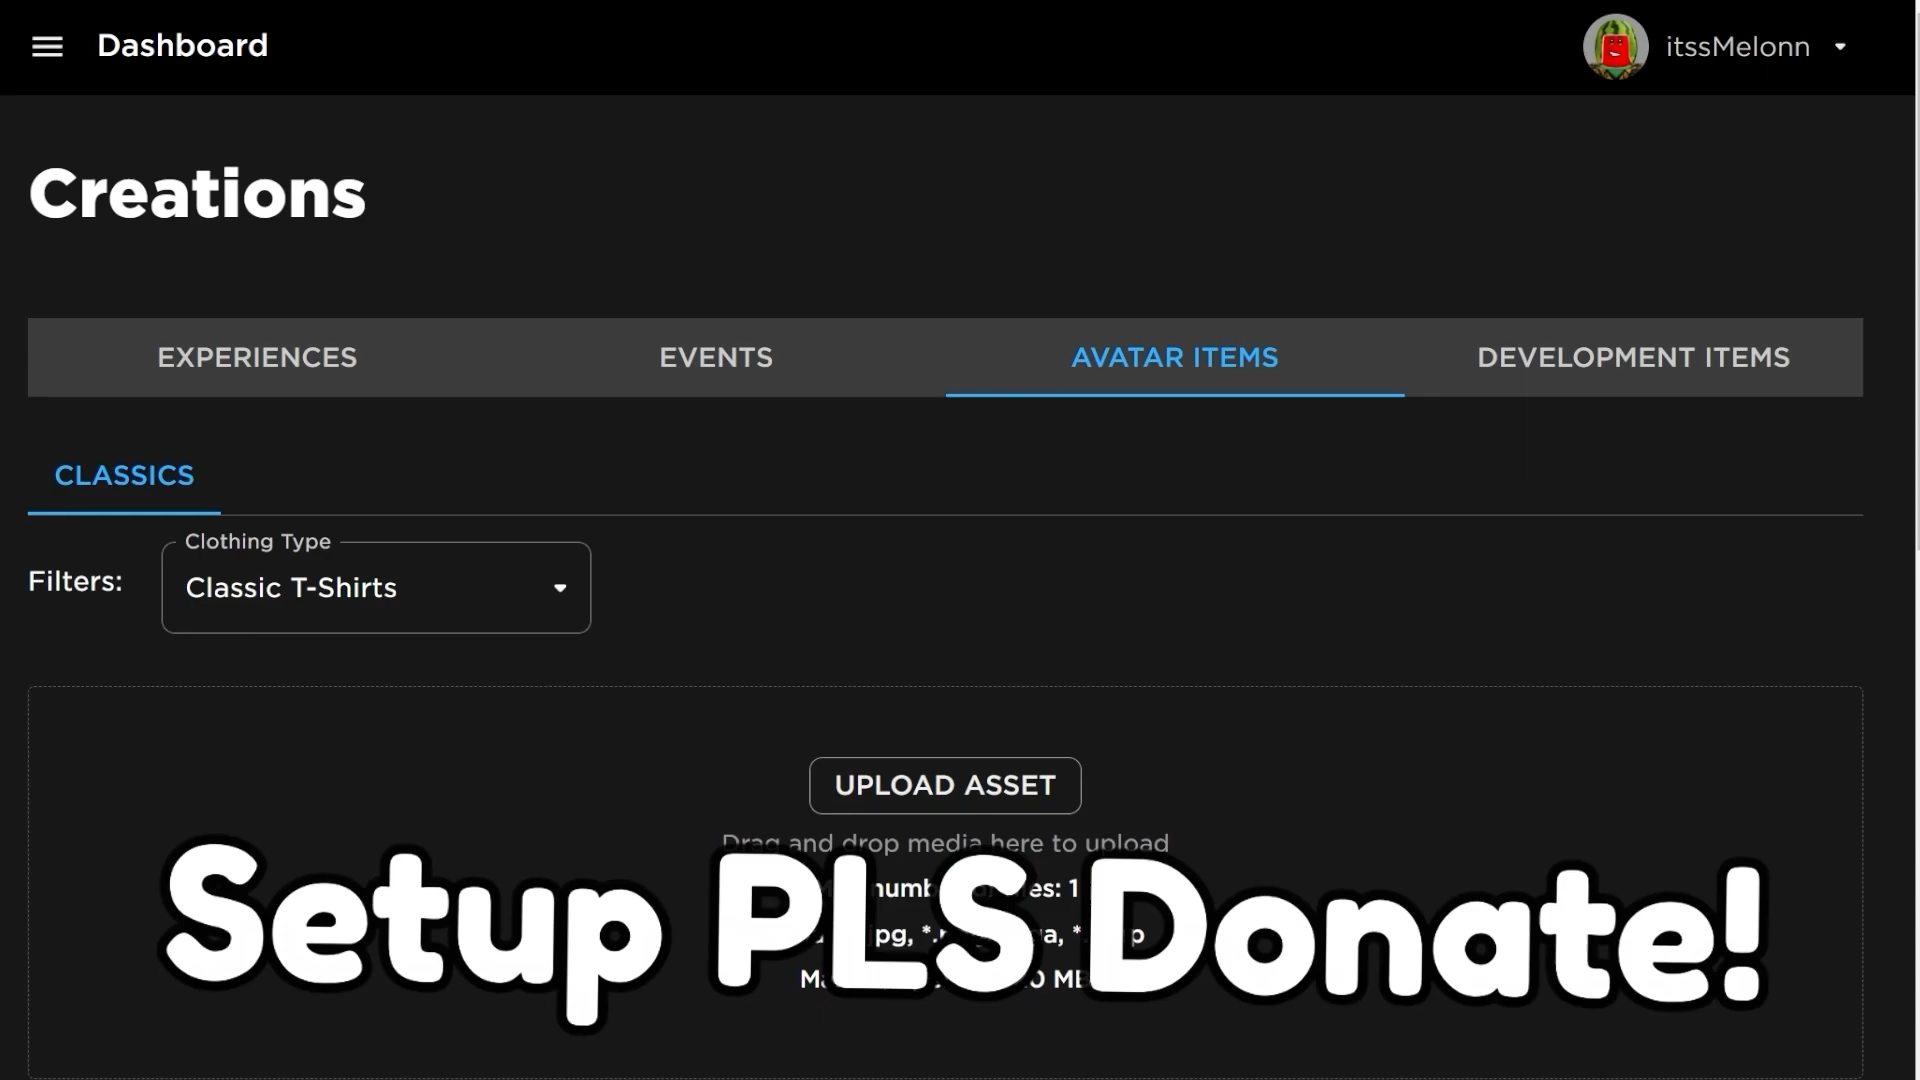 Dashboard
itssMelonn
Creations
EXPERIENCES
EVENTS
AVATAR ITEMS
DEVELOPMENT ITEMS
CLASSICS
Filters:
Clothing Type
Classic T-Shirts
UPLOAD ASSET
Drag and drop media here to upload
1
Setup PLS Donate!